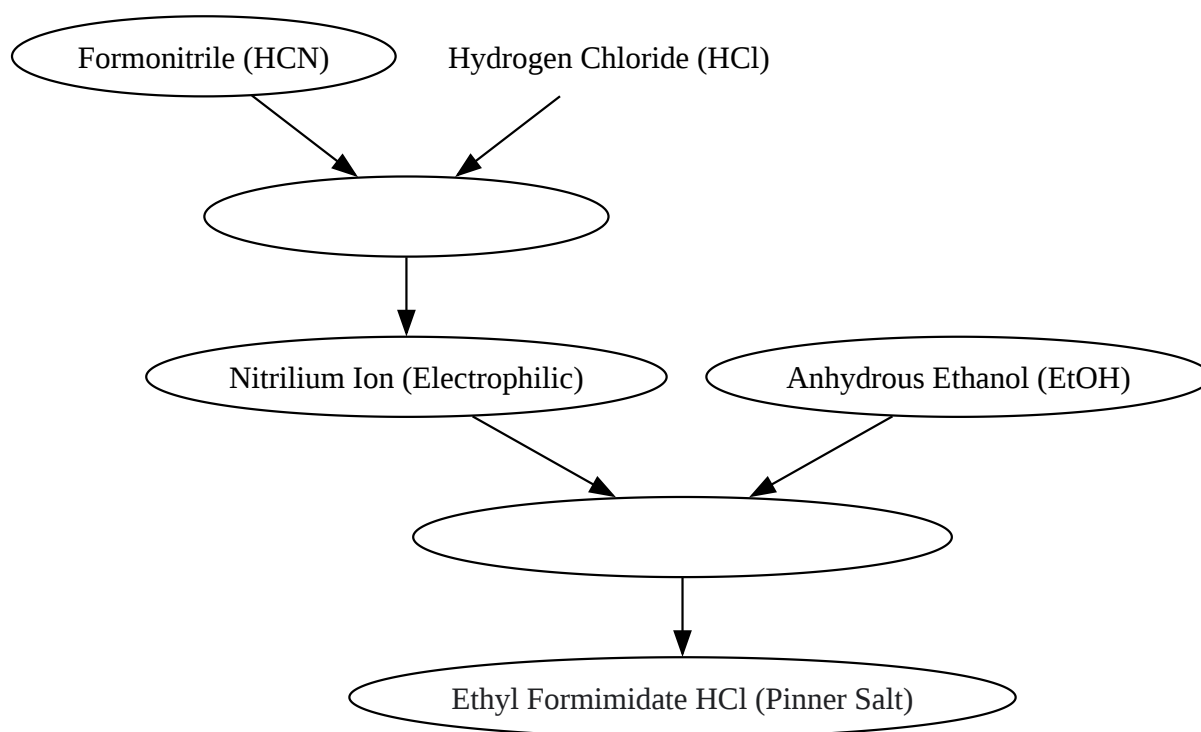 Formonitrile (HCN)
Hydrogen Chloride (HCl)
Nitrilium Ion (Electrophilic)
Anhydrous Ethanol (EtOH)
Ethyl Formimidate HCl (Pinner Salt)